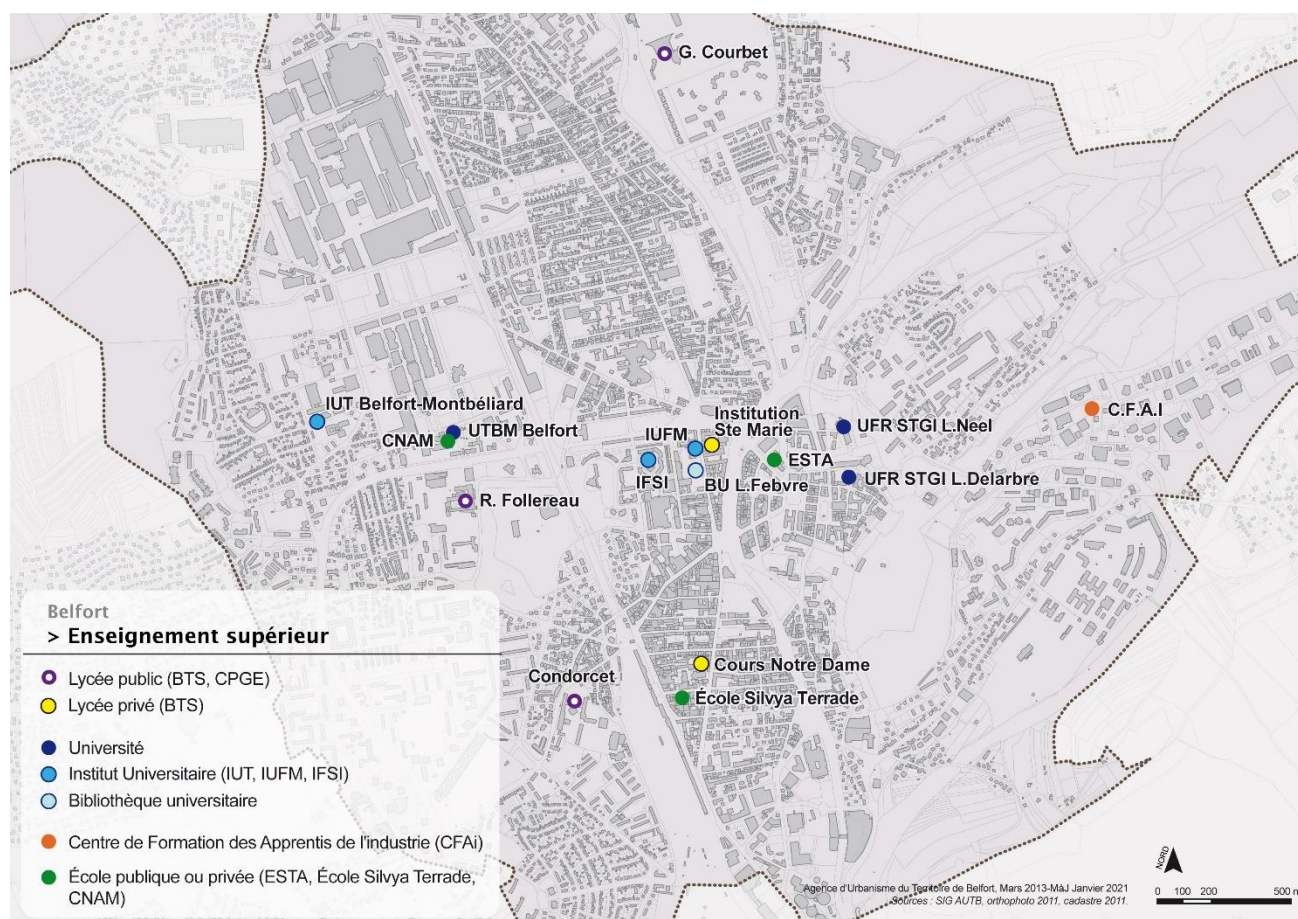 G. Courbet
IUT Belfort-Montbéliard
CNAM
UTBM Belfort
R. Follereau
IUFM
Institution
Ste Marie
IFSI
BU L.Febvre
ESTA
UFR STGI L.Neel
UFR STGI L.Delarbre
C.F.A.I
Cours Notre Dame
Condorcet
École Silvya Terrade
Belfort
> Enseignement supérieur
Lycée public (BTS, CPGE)
Lycée privé (BTS)
Université
Institut Universitaire (IUT, IUFM, IFSI)
Bibliothèque universitaire
Centre de Formation des Apprentis de l'industrie (CFAi)
École publique ou privée (ESTA, École Silvya Terrade,
CNAM)
NORD
Agence d'Urbanisme du Territoire de Belfort, Mars 2013-MàJ Janvier 2021
Sources : SIG AUTB, orthophoto 2011, cadastre 2011.
0 100 200 500 m